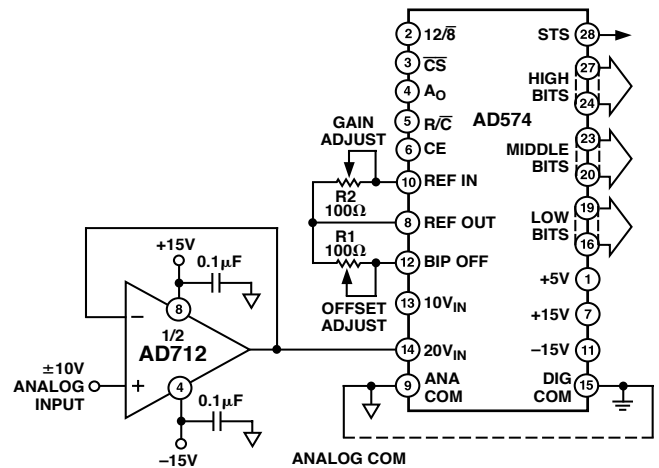 2 12/8̅
3 C̅S̅
4 AO
5 R/C̅
6 CE
10 REF IN
8 REF OUT
12 BIP OFF
13 10VIN
14 20VIN
9 ANA COM
AD574
STS 28
27
HIGH BITS
24
23
MIDDLE BITS
20
19
LOW BITS
16
+5V 1
+15V 7
–15V 11
DIG COM 15
GAIN ADJUST
R2
100Ω
R1
100Ω
OFFSET ADJUST
+15V
0.1µF
8
–
1/2
AD712
±10V
ANALOG
INPUT
+
4
0.1µF
–15V
ANALOG COM